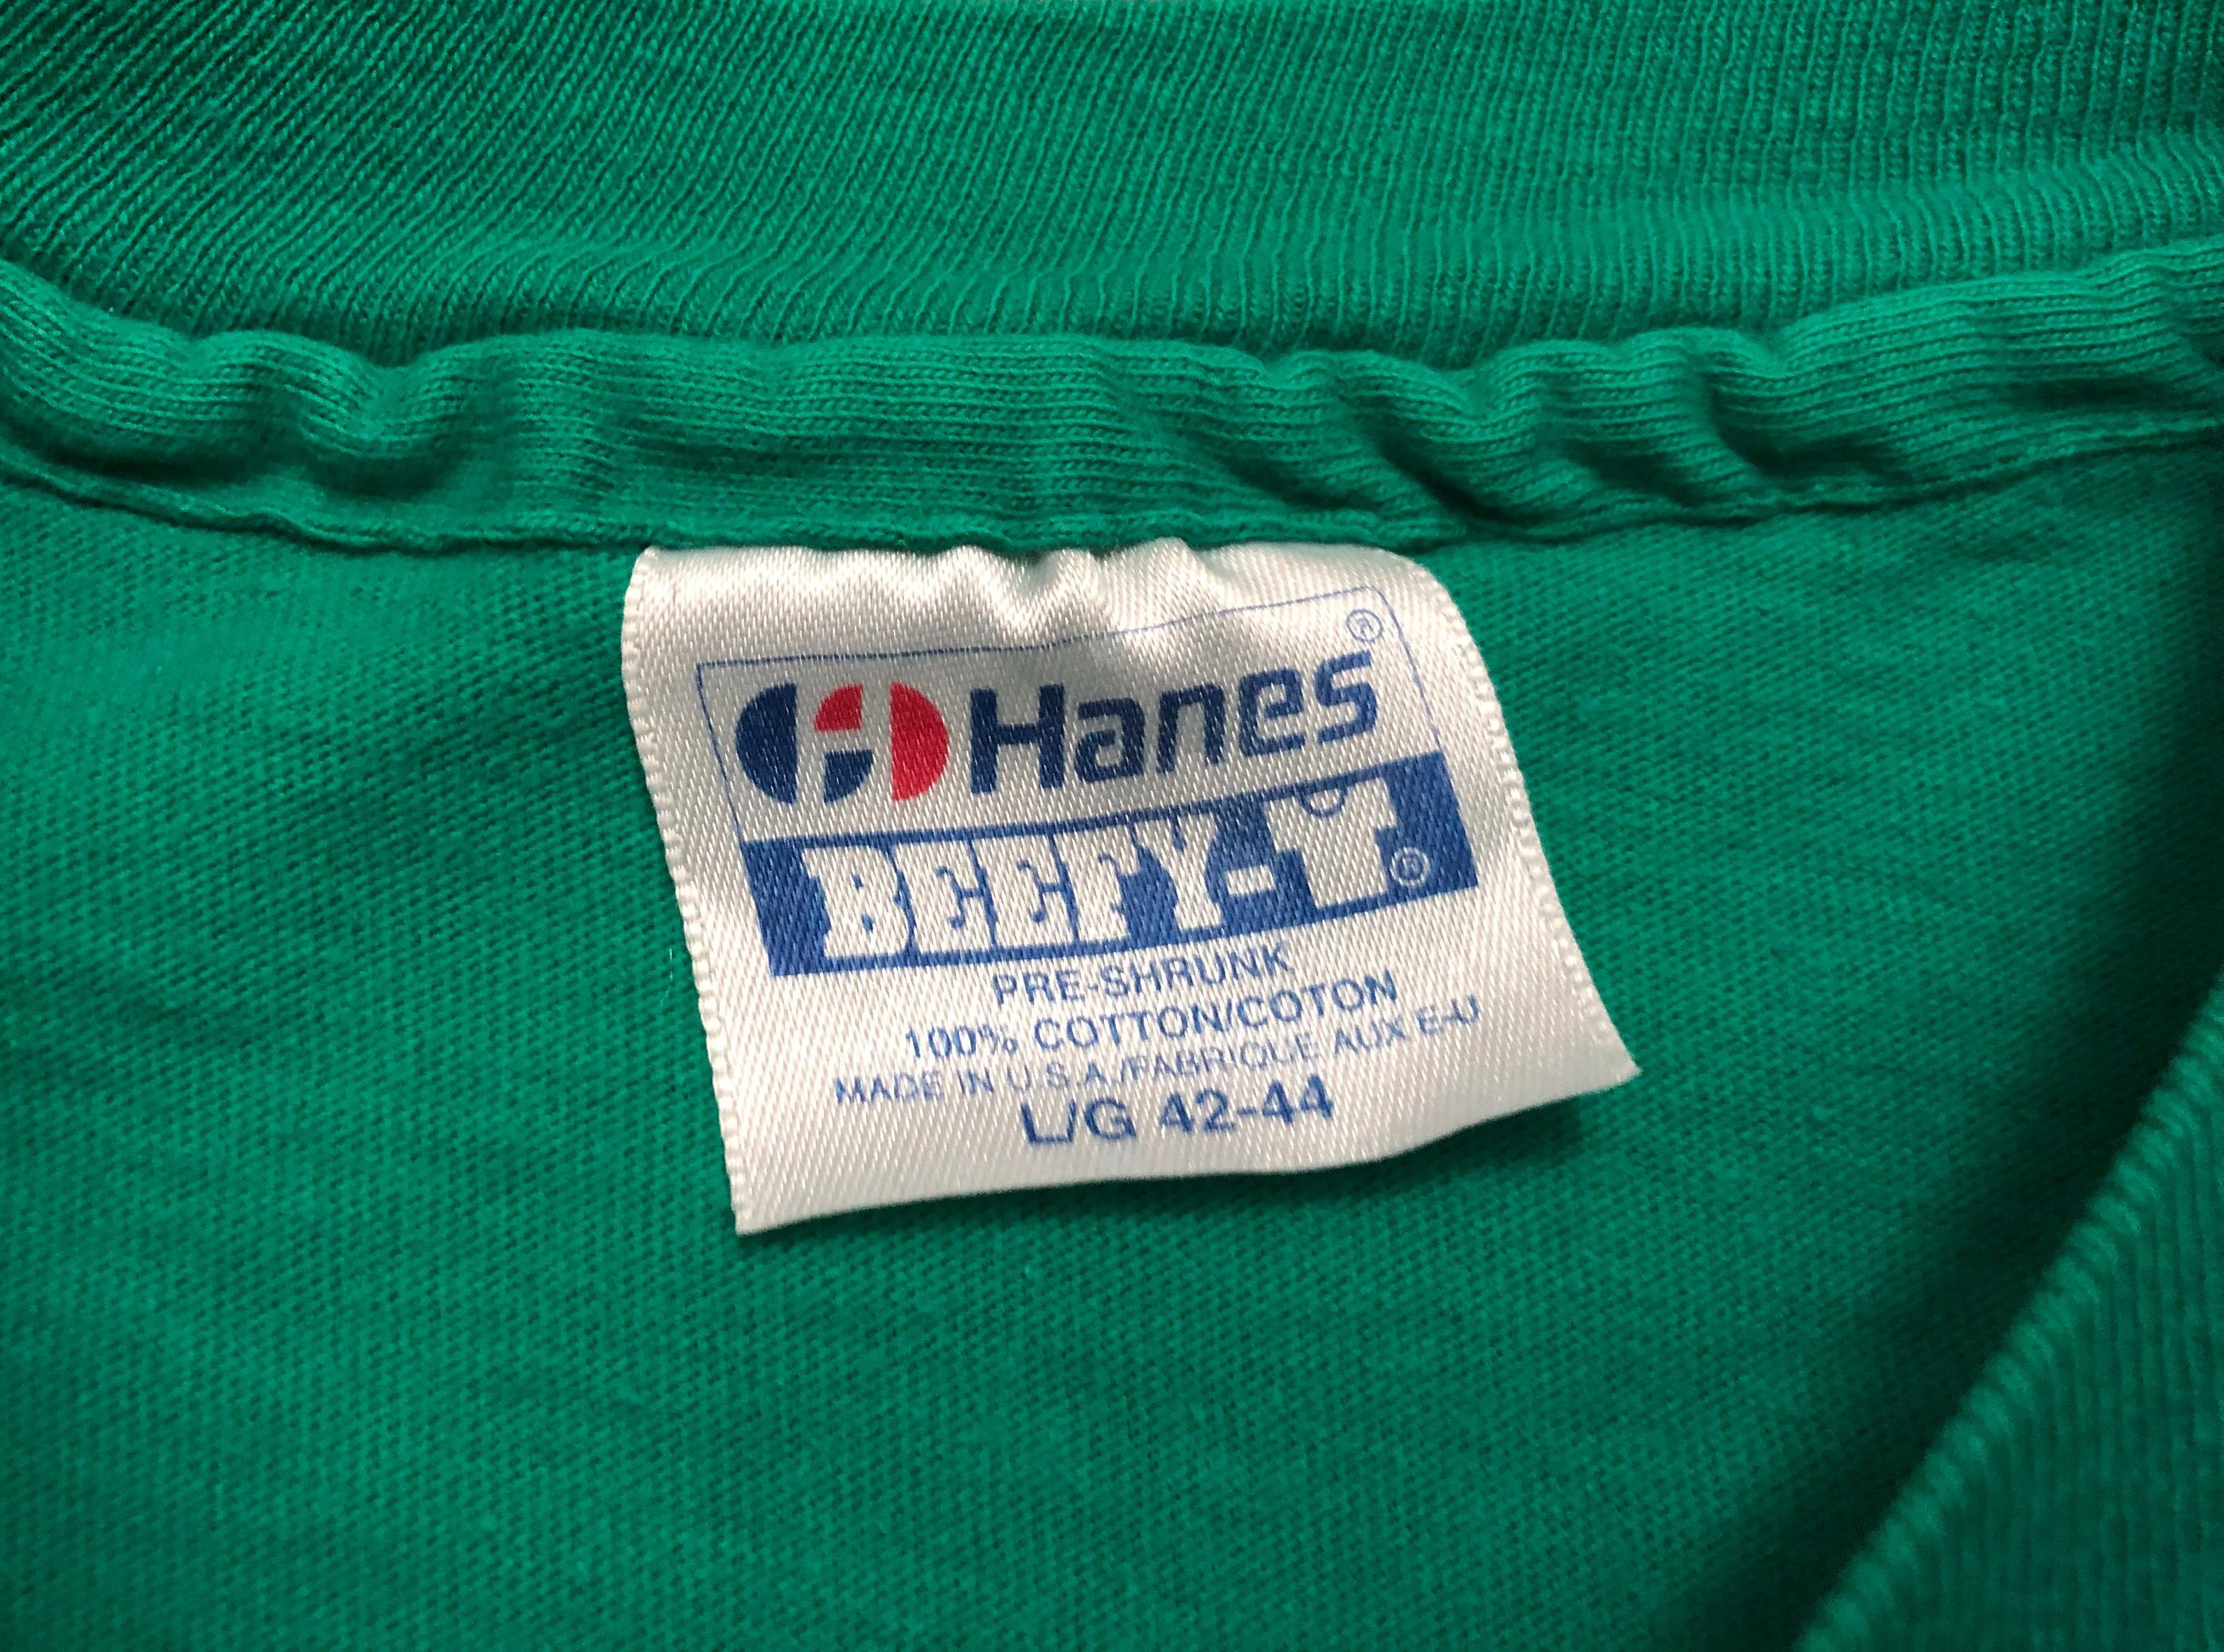 Hanes®
BEEFY-T®
PRE-SHRUNK
100% COTTON/COTON
MADE IN U.S.A./FABRIQUE AUX E-U
L/G 42-44